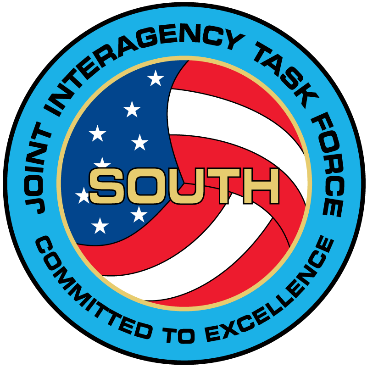 JOINT INTERAGENCY TASK FORCE
SOUTH
COMMITTED TO EXCELLENCE